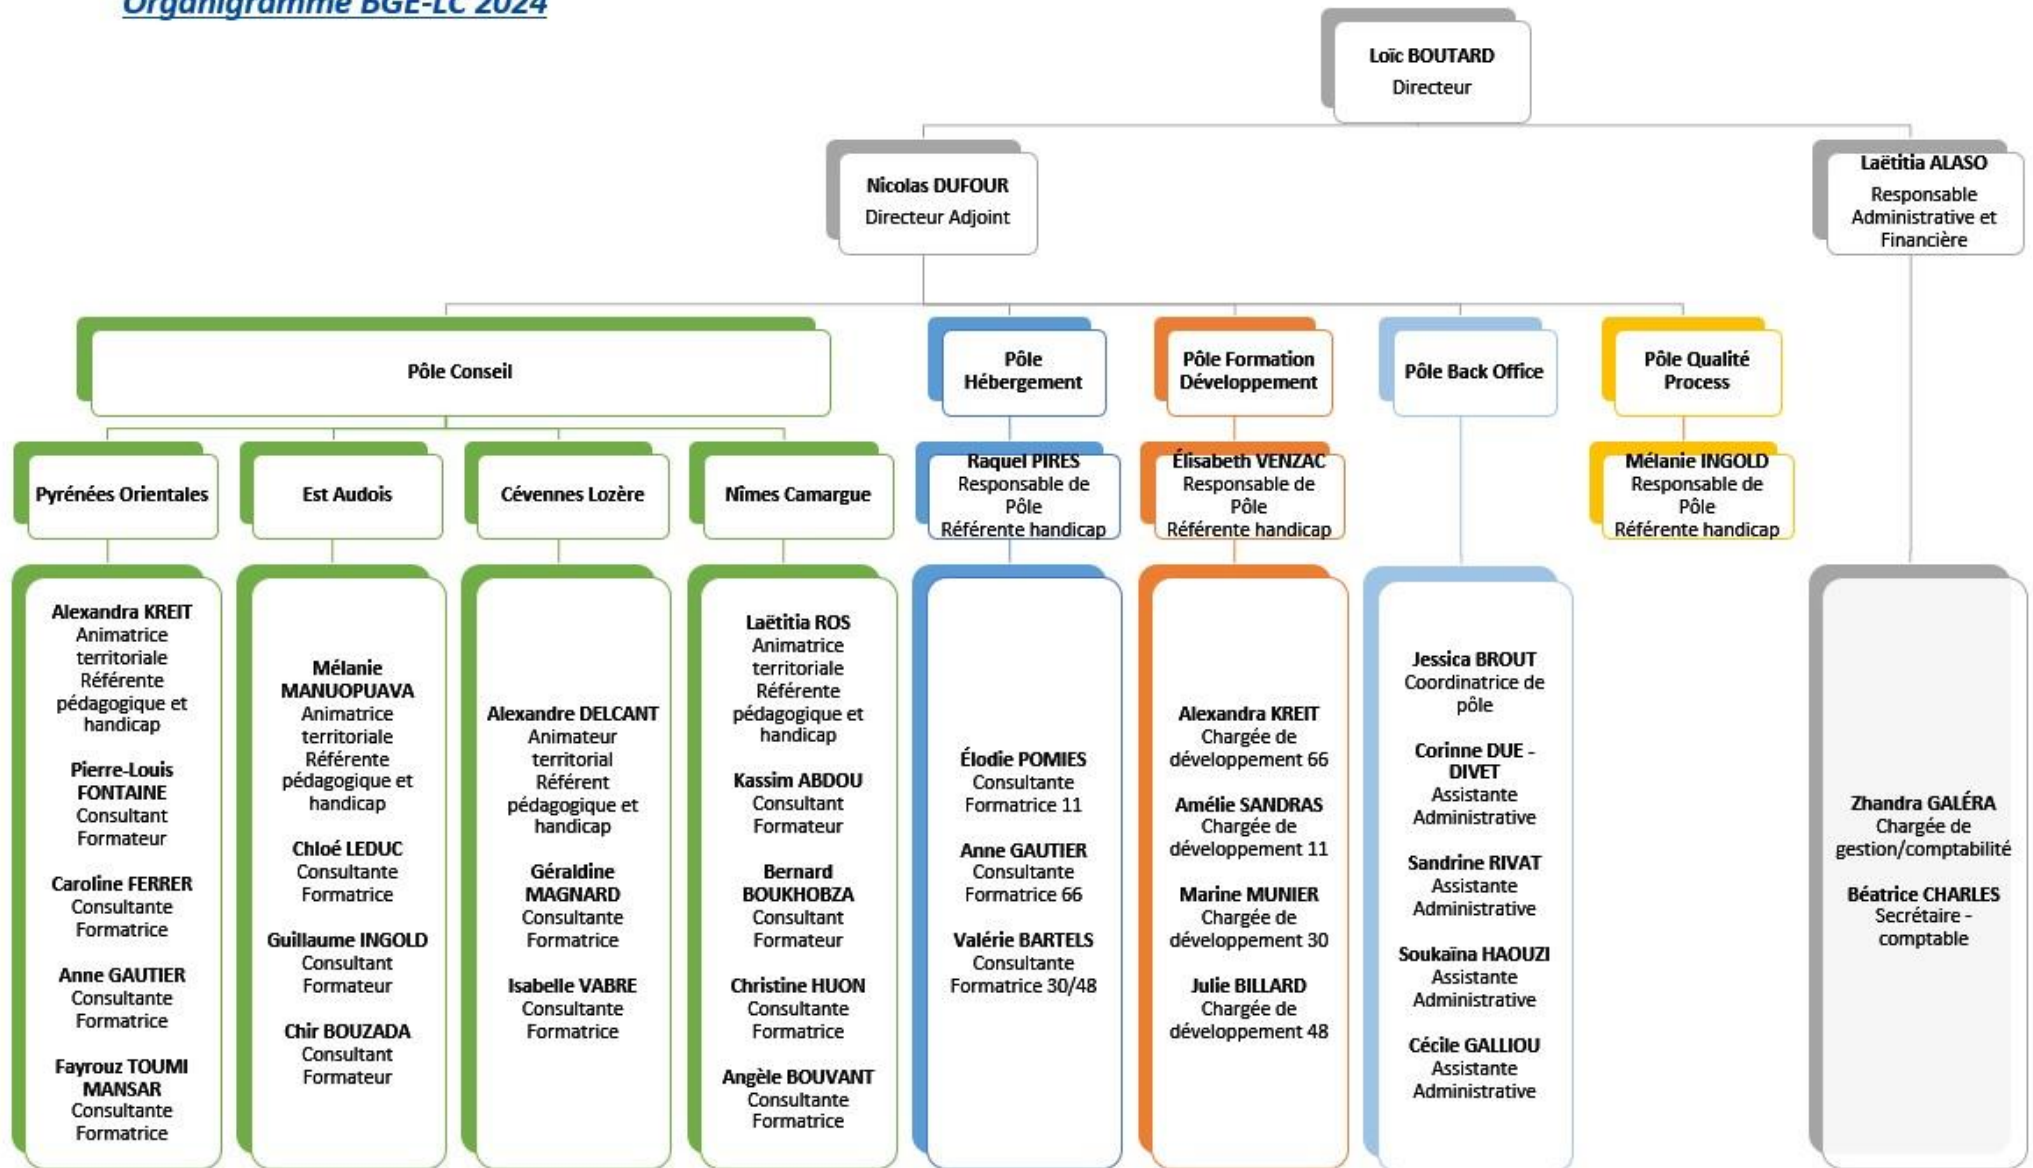 Organigramme BGE-LC 2024
Loïc BOUTARD
Directeur
Nicolas DUFOUR
Directeur Adjoint
Laëtitia ALASO
Responsable
Administrative et
Financière
Pôle Conseil
Pôle
Hébergement
Pôle Formation
Développement
Pôle Back Office
Pôle Qualité
Process
Pyrénées Orientales
Est Audois
Cévennes Lozère
Nîmes Camargue
Raquel PIRES
Responsable de
Pôle
Référente handicap
Élisabeth VENZAC
Responsable de
Pôle
Référente handicap
Mélanie INGOLD
Responsable de
Pôle
Référente handicap
Alexandra KREIT
Animatrice
territoriale
Référente
pédagogique et
handicap
Pierre-Louis
FONTAINE
Consultant
Formateur
Caroline FERRER
Consultante
Formatrice
Anne GAUTIER
Consultante
Formatrice
Fayrouz TOUMI
MANSAR
Consultante
Formatrice
Mélanie
MANUOPUAVA
Animatrice
territoriale
Référente
pédagogique et
handicap
Chloé LEDUC
Consultante
Formatrice
Guillaume INGOLD
Consultant
Formateur
Chir BOUZADA
Consultant
Formateur
Alexandre DELCANT
Animateur
territorial
Référent
pédagogique et
handicap
Géraldine
MAGNARD
Consultante
Formatrice
Isabelle VABRE
Consultante
Formatrice
Laëtitia ROS
Animatrice
territoriale
Référente
pédagogique et
handicap
Kassim ABDOU
Consultant
Formateur
Bernard
BOUKHOBZA
Consultant
Formateur
Christine HUON
Consultante
Formatrice
Angèle BOUVANT
Consultante
Formatrice
Élodie POMIES
Consultante
Formatrice 11
Anne GAUTIER
Consultante
Formatrice 66
Valérie BARTELS
Consultante
Formatrice 30/48
Alexandra KREIT
Chargée de
développement 66
Amélie SANDRAS
Chargée de
développement 11
Marine MUNIER
Chargée de
développement 30
Julie BILLARD
Chargée de
développement 48
Jessica BROUT
Coordinatrice de
pôle
Corinne DUE -
DIVET
Assistante
Administrative
Sandrine RIVAT
Assistante
Administrative
Soukaïna HAOUZI
Assistante
Administrative
Cécile GALLIOU
Assistante
Administrative
Zhandra GALÉRA
Chargée de
gestion/comptabilité
Béatrice CHARLES
Secrétaire -
comptable